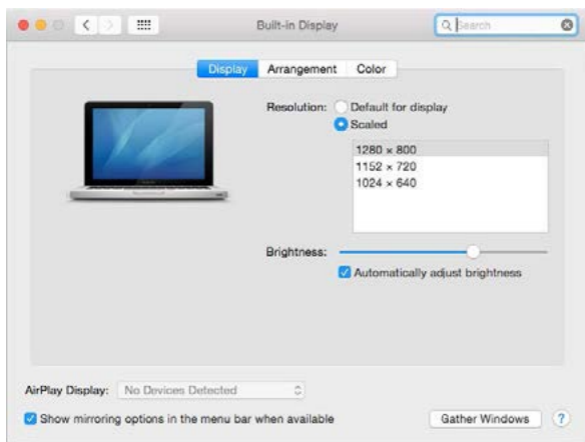 Built-in Display
Search
Display Arrangement Color
Resolution: Default for display
Scaled
1280 × 800
1152 × 720
1024 × 640
Brightness:
Automatically adjust brightness
AirPlay Display: No Devices Detected
Show mirroring options in the menu bar when available
Gather Windows ?